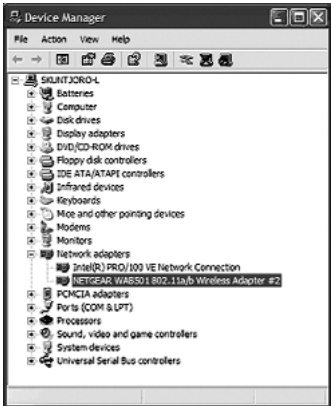 Device Manager
File Action View Help
SKUNTJORO-L
Batteries
Computer
Disk drives
Display adapters
DVD/CD-ROM drives
Floppy disk controllers
IDE ATA/ATAPI controllers
Infrared devices
Keyboards
Mice and other pointing devices
Modems
Monitors
Network adapters
Intel(R) PRO/100 VE Network Connection
NETGEAR WAB501 802.11a/b Wireless Adapter #2
PCMCIA adapters
Ports (COM & LPT)
Processors
Sound, video and game controllers
System devices
Universal Serial Bus controllers